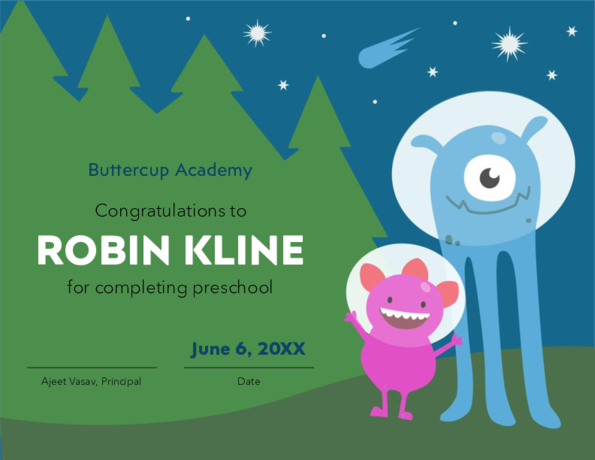 Buttercup Academy
Congratulations to
ROBIN KLINE
for completing preschool
June 6, 20XX
Ajeet Vasav, Principal
Date